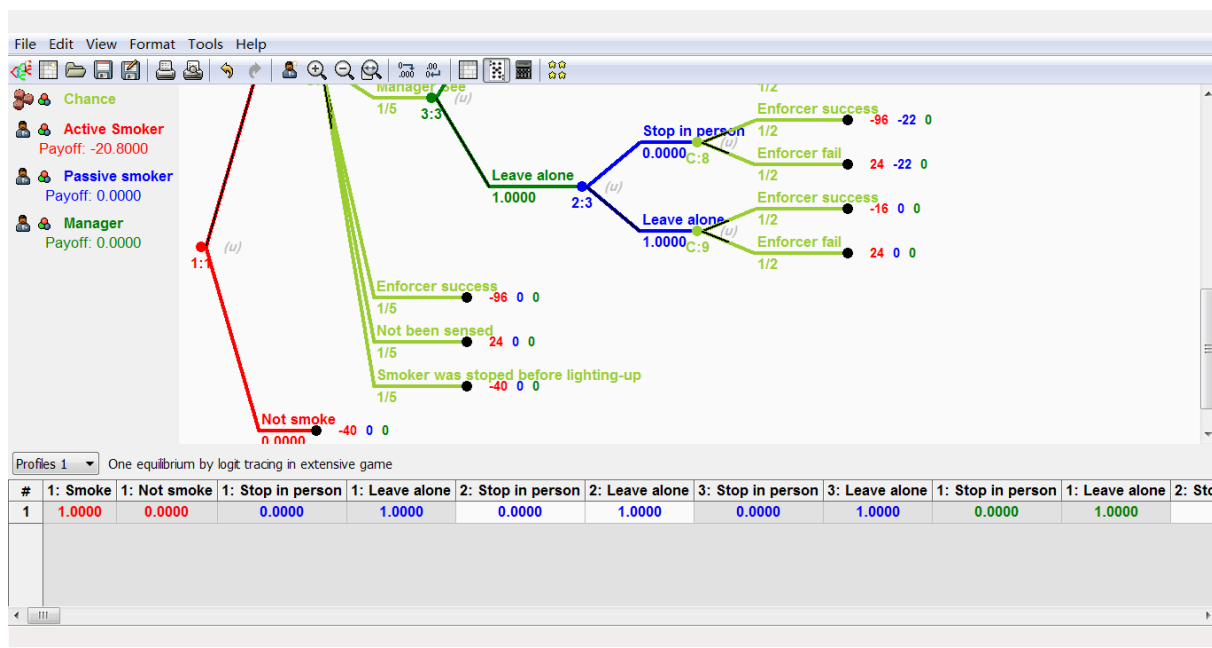 File Edit View Format Tools Help
Chance
Active Smoker
Payoff: -20.8000
Passive smoker
Payoff: 0.0000
Manager
Payoff: 0.0000
1:1
(u)
Manager See
1/5
3:3
(u)
Leave alone
1.0000
2:3
(u)
Stop in person
0.0000
C:8
(u)
1/2
Enforcer success
1/2
-96 -22 0
Enforcer fail
1/2
24 -22 0
Leave alone
1.0000
C:9
(u)
Enforcer success
1/2
-16 0 0
Enforcer fail
1/2
24 0 0
Enforcer success
1/5
-96 0 0
Not been sensed
1/5
24 0 0
Smoker was stoped before lighting-up
1/5
-40 0 0
Not smoke
0.0000
-40 0 0
Profiles 1 One equilibrium by logit tracing in extensive game
# 1: Smoke 1: Not smoke 1: Stop in person 1: Leave alone 2: Stop in person 2: Leave alone 3: Stop in person 3: Leave alone 1: Stop in person 1: Leave alone 2: Sto
1 1.0000 0.0000 0.0000 1.0000 0.0000 1.0000 0.0000 1.0000 0.0000 1.0000